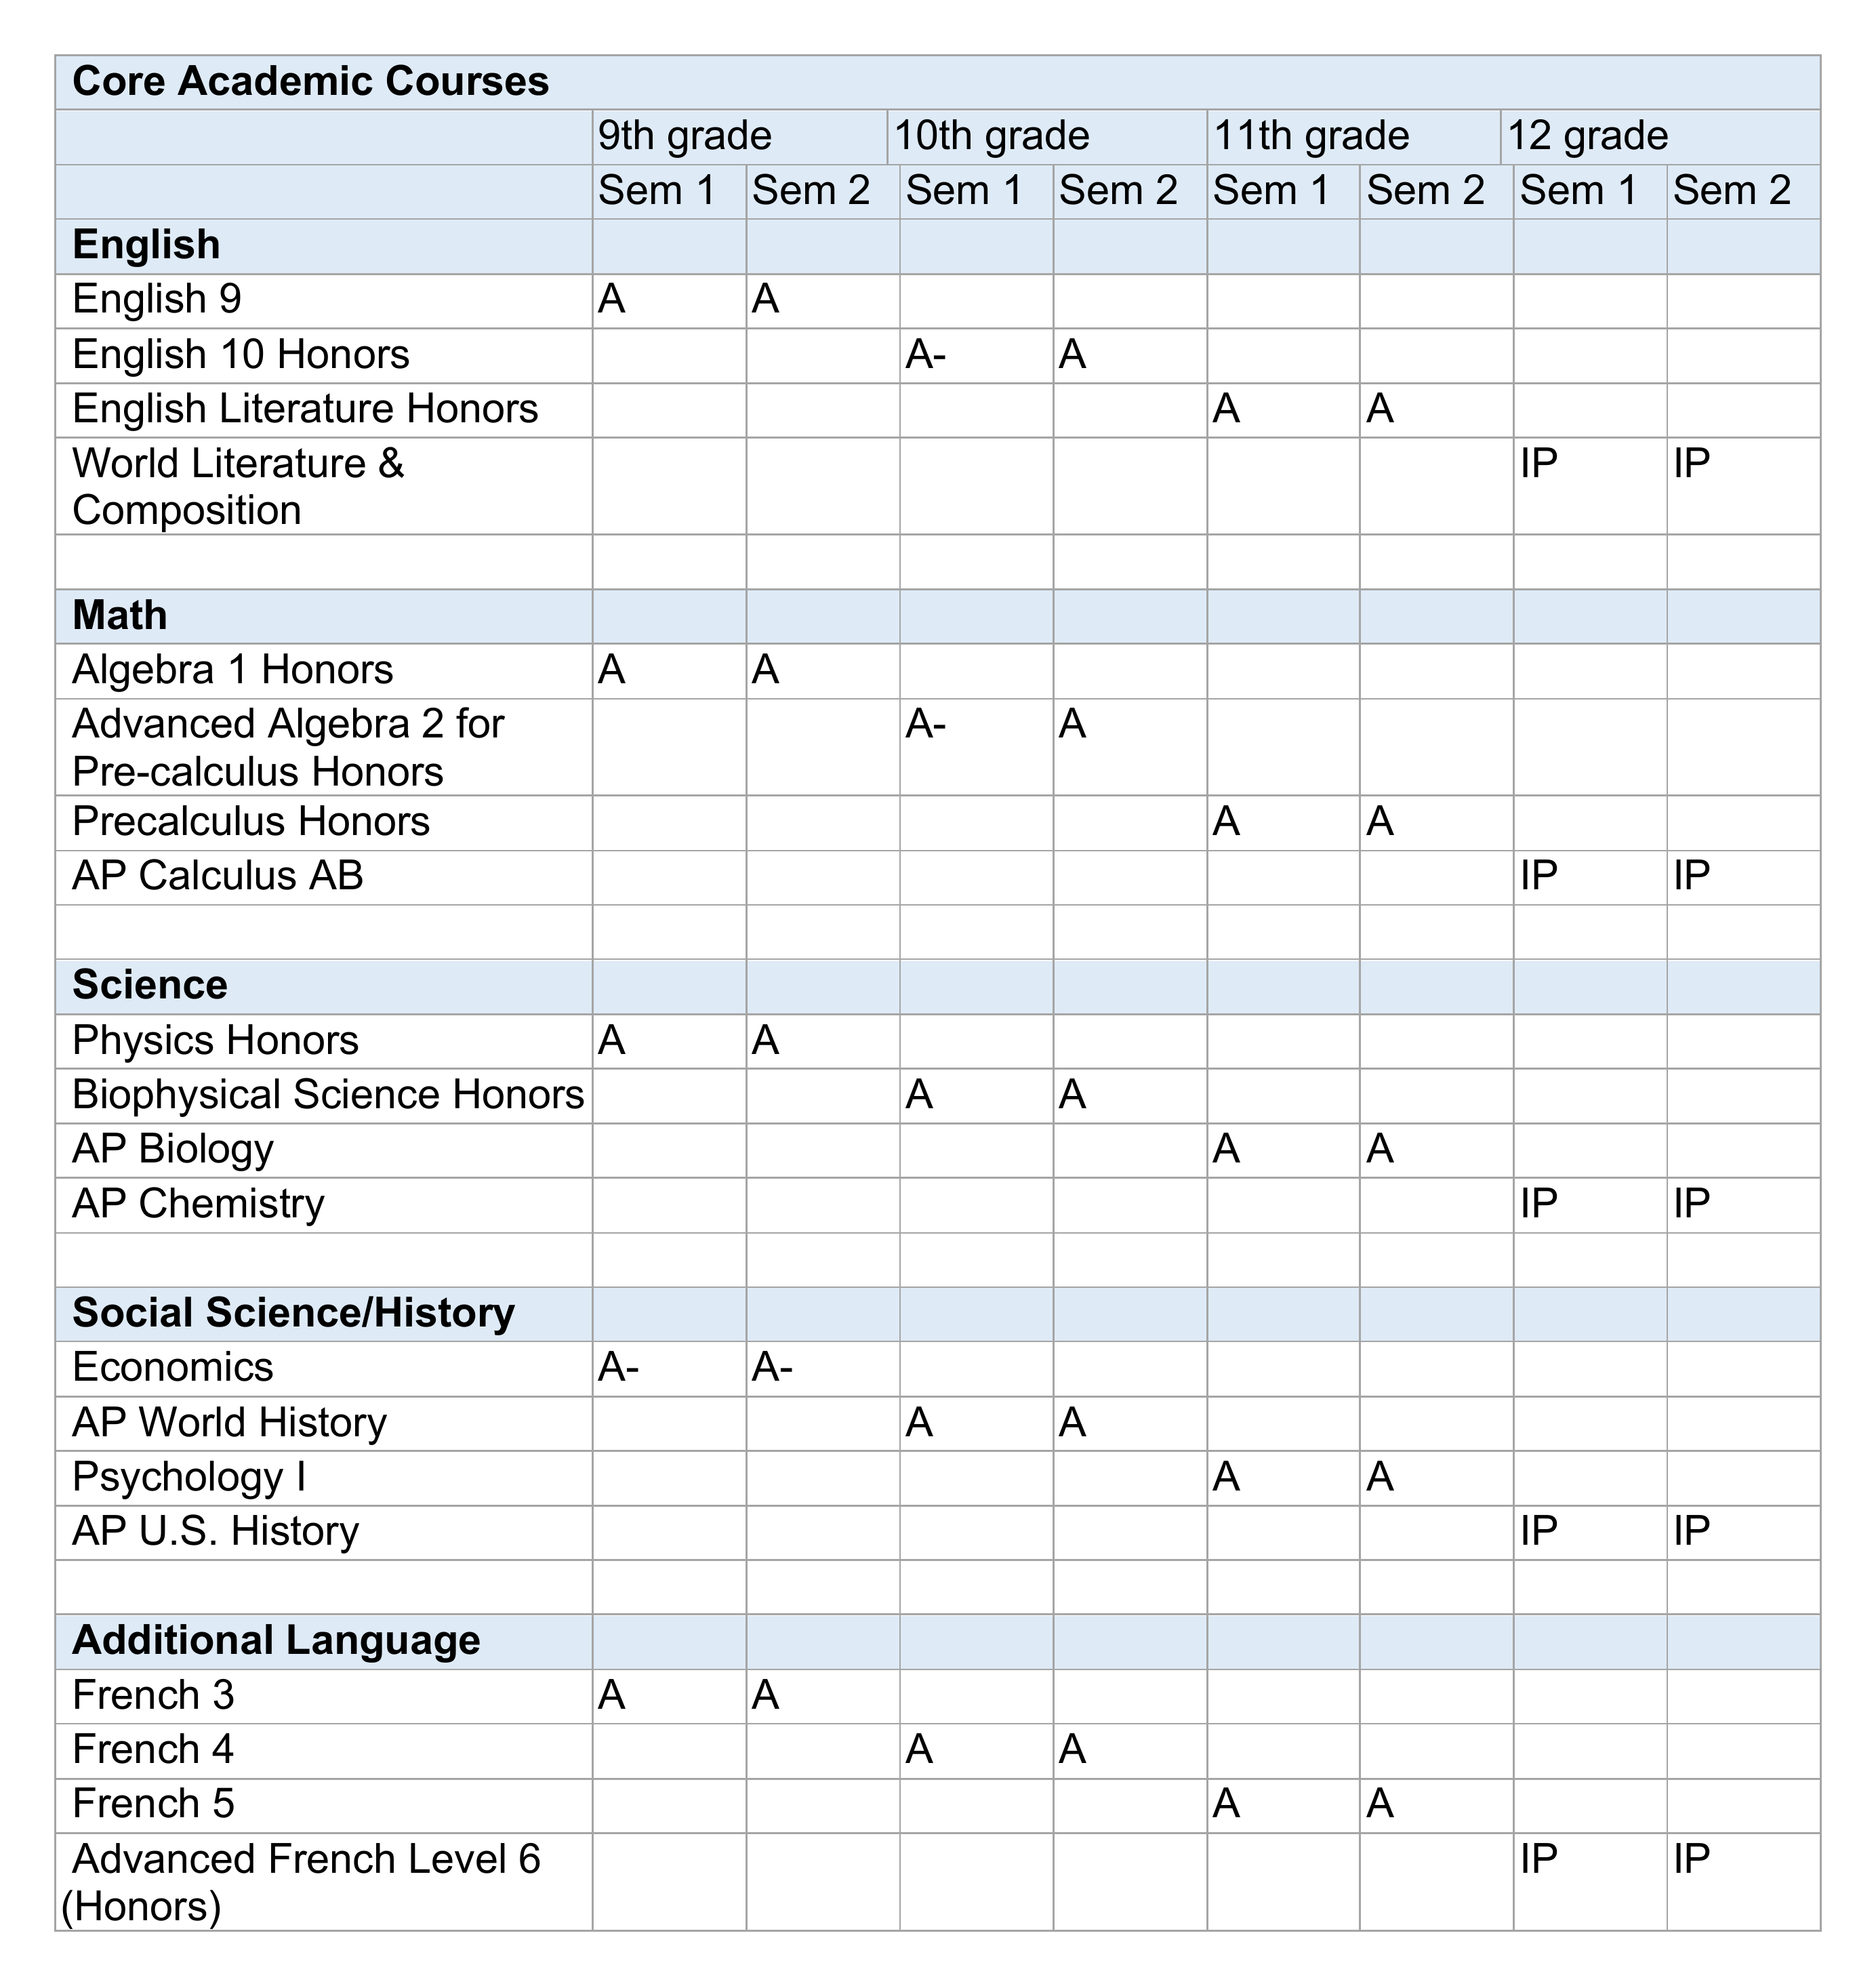 Core Academic Courses
9th grade 10th grade 11th grade 12 grade
Sem 1 Sem 2 Sem 1 Sem 2 Sem 1 Sem 2 Sem 1 Sem 2
English
English 9 A A
English 10 Honors A- A
English Literature Honors A A
World Literature & IP IP
Composition
Math
Algebra 1 Honors A A
Advanced Algebra 2 for A- A
Pre-calculus Honors
Precalculus Honors A A
AP Calculus AB IP IP
Science
Physics Honors A A
Biophysical Science Honors A A
AP Biology A A
AP Chemistry IP IP
Social Science/History
Economics A- A-
AP World History A A
Psychology I A A
AP U.S. History IP IP
Additional Language
French 3 A A
French 4 A A
French 5 A A
Advanced French Level 6 IP IP
(Honors)